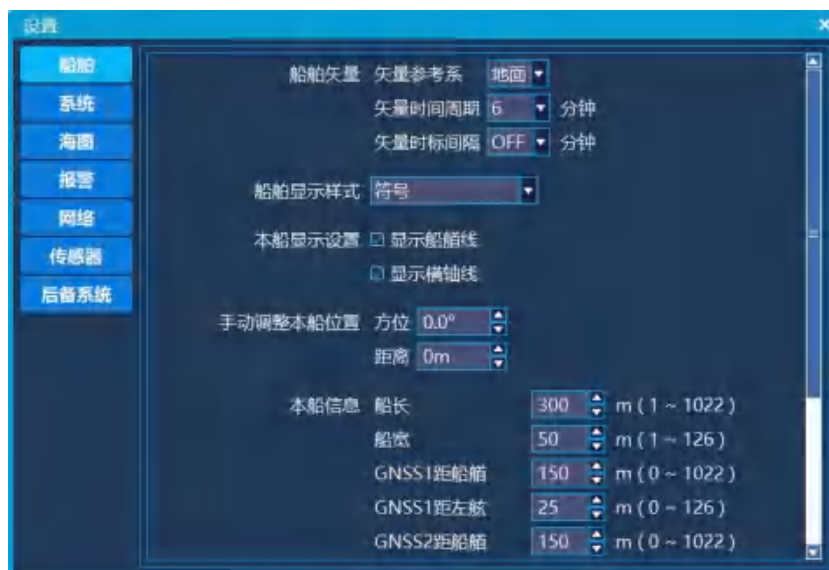 设置
船舶
系统
海图
报警
网络
传感器
后备系统
船舶矢量 矢量参考系 地面
矢量时间周期 6 分钟
矢量时标间隔 OFF 分钟
船舶显示样式 符号
本船显示设置 显示船艏线
显示横轴线
手动调整本船位置 方位 0.0°
距离 0m
本船信息 船长 300 m ( 1 ~ 1022 )
船宽 50 m ( 1 ~ 126 )
GNSS1距船艏 150 m ( 0 ~ 1022 )
GNSS1距左舷 25 m ( 0 ~ 126 )
GNSS2距船艏 150 m ( 0 ~ 1022 )